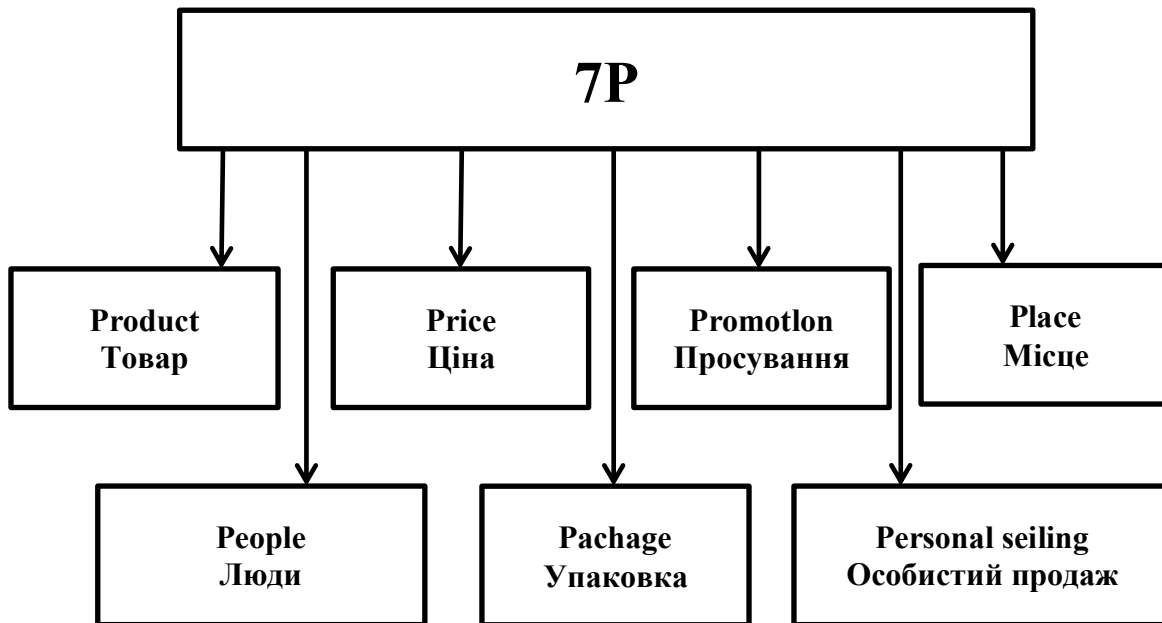 7P
Product
Товар
Price
Ціна
Promotlon
Просування
Place
Місце
People
Люди
Pachage
Упаковка
Personal seiling
Особистий продаж